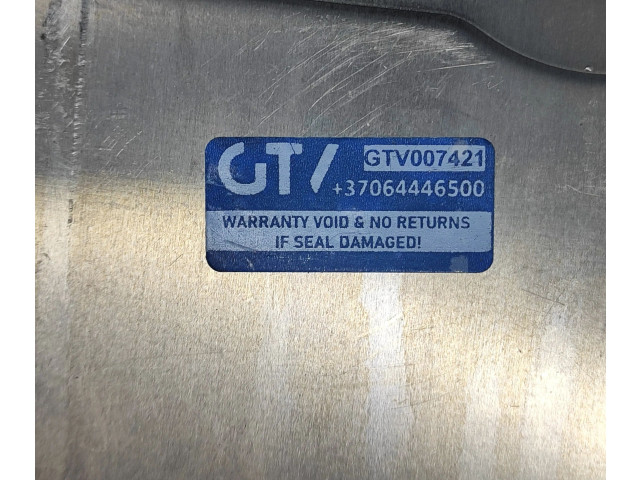 GTV GTV007421
+37064446500
WARRANTY VOID & NO RETURNS
IF SEAL DAMAGED!